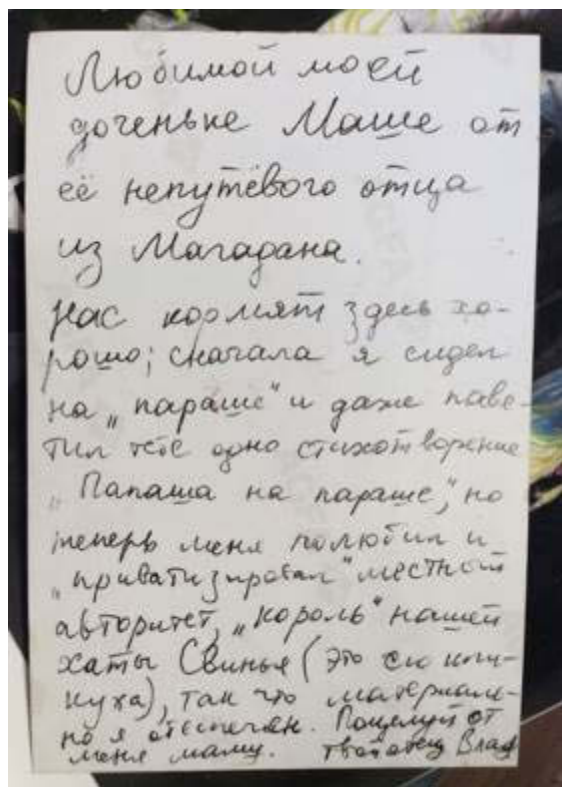 Любимой моей
доченьке Маше от
её непутёвого отца
из Магадана.
Нас кормят здесь хо-
рошо; сначала я сидел
на „параше" и даже
тил тебе одно стихотворение
„Папаша на параше", но
теперь меня полюбил и
„приватизировал" местный
авторитет, „король" нашей
хаты Свинья (это его кли-
куха), так что материаль-
но я обеспечен. Поцелуй от
меня маму. Твой отец Влад